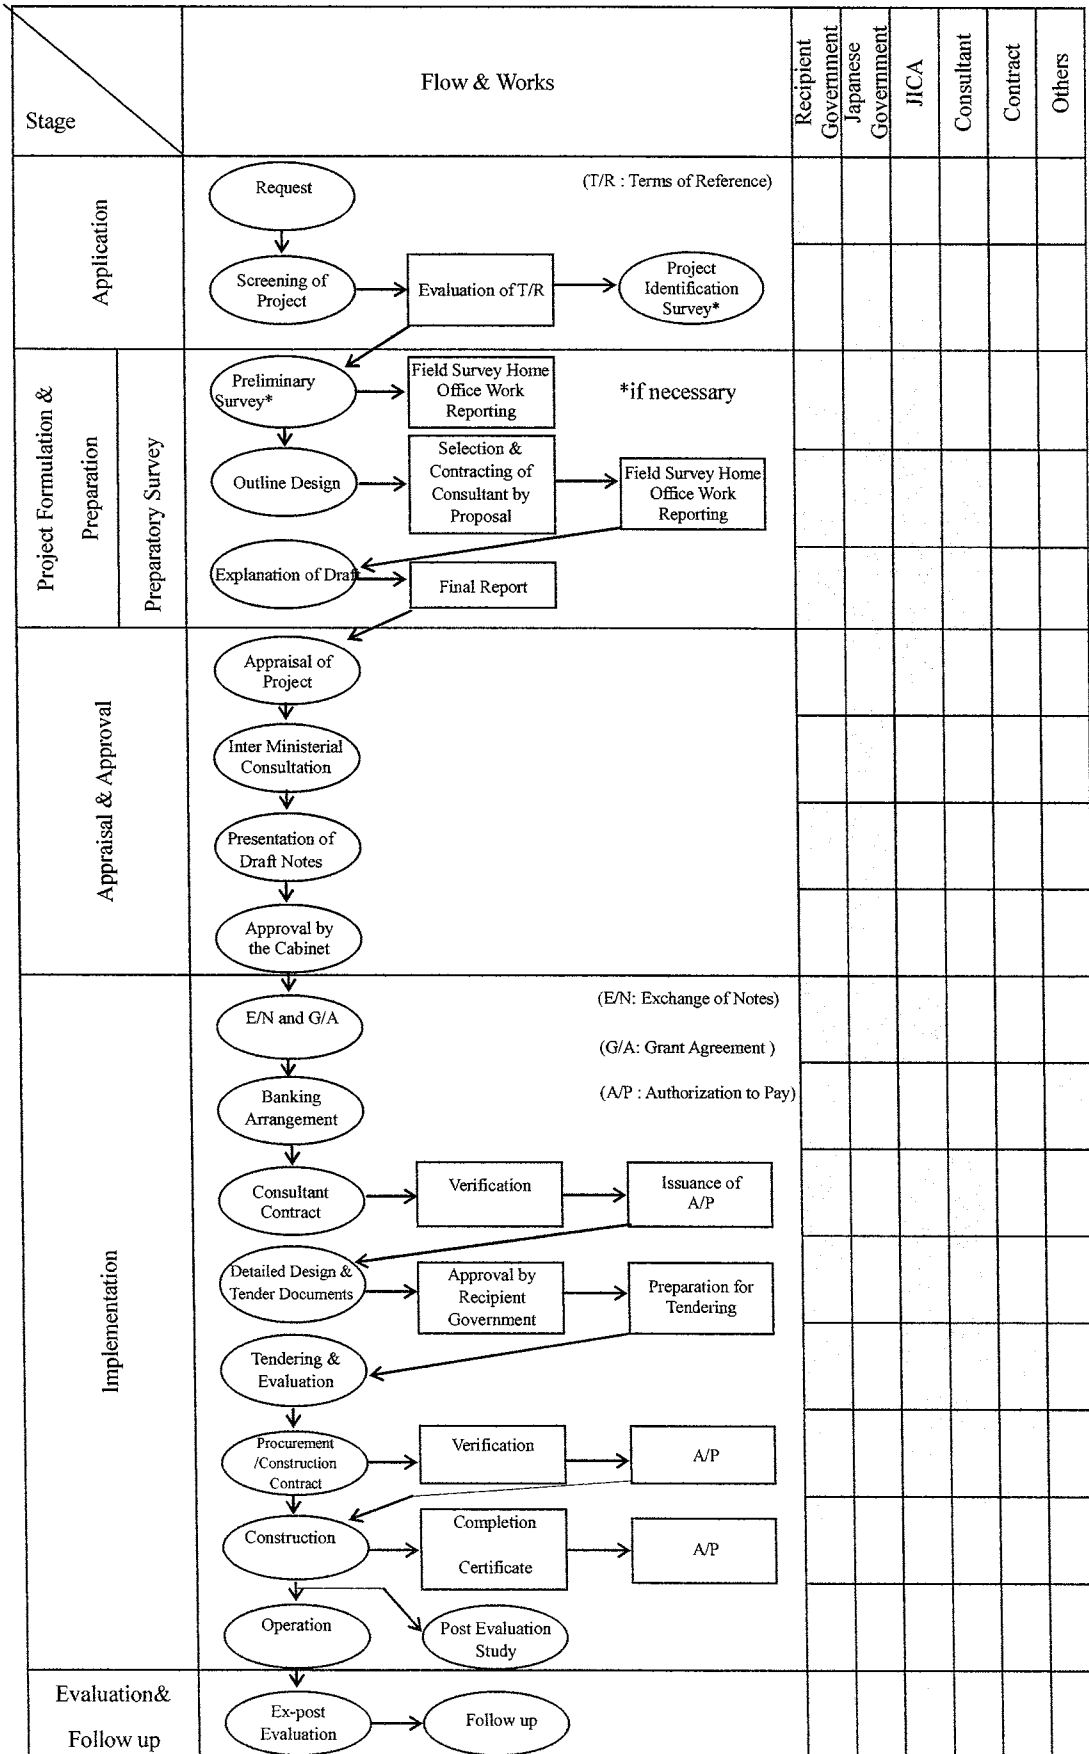 Stage
Flow & Works
Recipient
Government
Japanese
Government
JICA
Consultant
Contract
Others
Application
Request
(T/R : Terms of Reference)
Screening of
Project
Evaluation of T/R
Project
Identification
Survey*
Project Formulation &
Preparation
Preparatory Survey
Preliminary
Survey*
Field Survey Home
Office Work
Reporting
*if necessary
Outline Design
Selection &
Contracting of
Consultant by
Proposal
Field Survey Home
Office Work
Reporting
Explanation of Draft
Final Report
Appraisal & Approval
Appraisal of
Project
Inter Ministerial
Consultation
Presentation of
Draft Notes
Approval by
the Cabinet
Implementation
E/N and G/A
(E/N: Exchange of Notes)
(G/A: Grant Agreement )
(A/P : Authorization to Pay)
Banking
Arrangement
Consultant
Contract
Verification
Issuance of
A/P
Detailed Design &
Tender Documents
Approval by
Recipient
Government
Preparation for
Tendering
Tendering &
Evaluation
Procurement
/Construction
Contract
Verification
A/P
Construction
Completion
Certificate
A/P
Operation
Post Evaluation
Study
Evaluation&
Follow up
Ex-post
Evaluation
Follow up